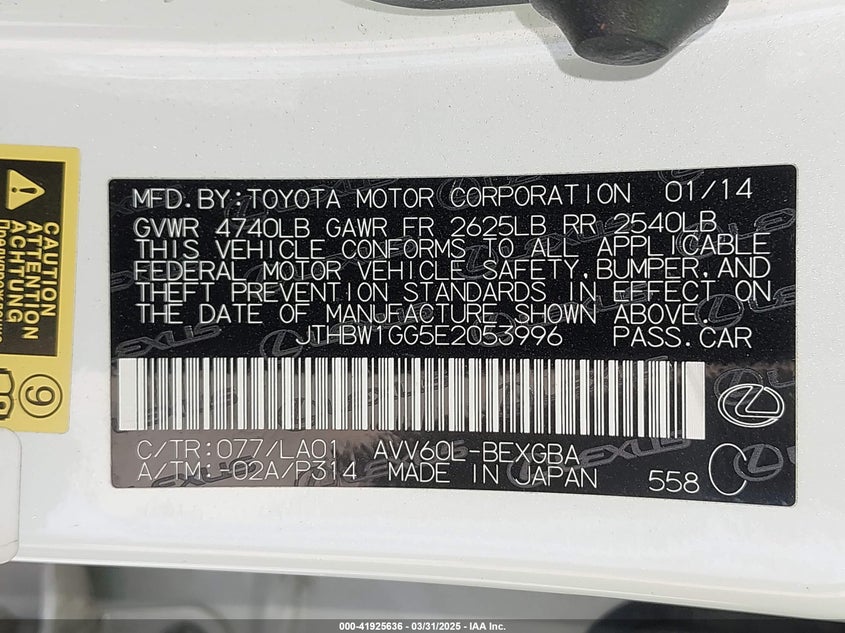 CAUTION
ATTENTION
ACHTUNG
9
MFD.BY:TOYOTA MOTOR CORPORATION 01/14
GVWR 4740LB GAWR FR 2625LB RR 2540LB
THIS VEHICLE CONFORMS TO ALL APPLICABLE
FEDERAL MOTOR VEHICLE SAFETY,BUMPER,AND
THEFT PREVENTION STANDARDS IN EFFECT ON
THE DATE OF MANUFACTURE SHOWN ABOVE.
JTHBW1GG5E2053996 PASS.CAR
C/TR:077/LA01 AVV60L-BEXGBA
A/TM:-02A/P314 MADE IN JAPAN 558
LEXUS
000-41925636 - 03/31/2025 - IAA Inc.